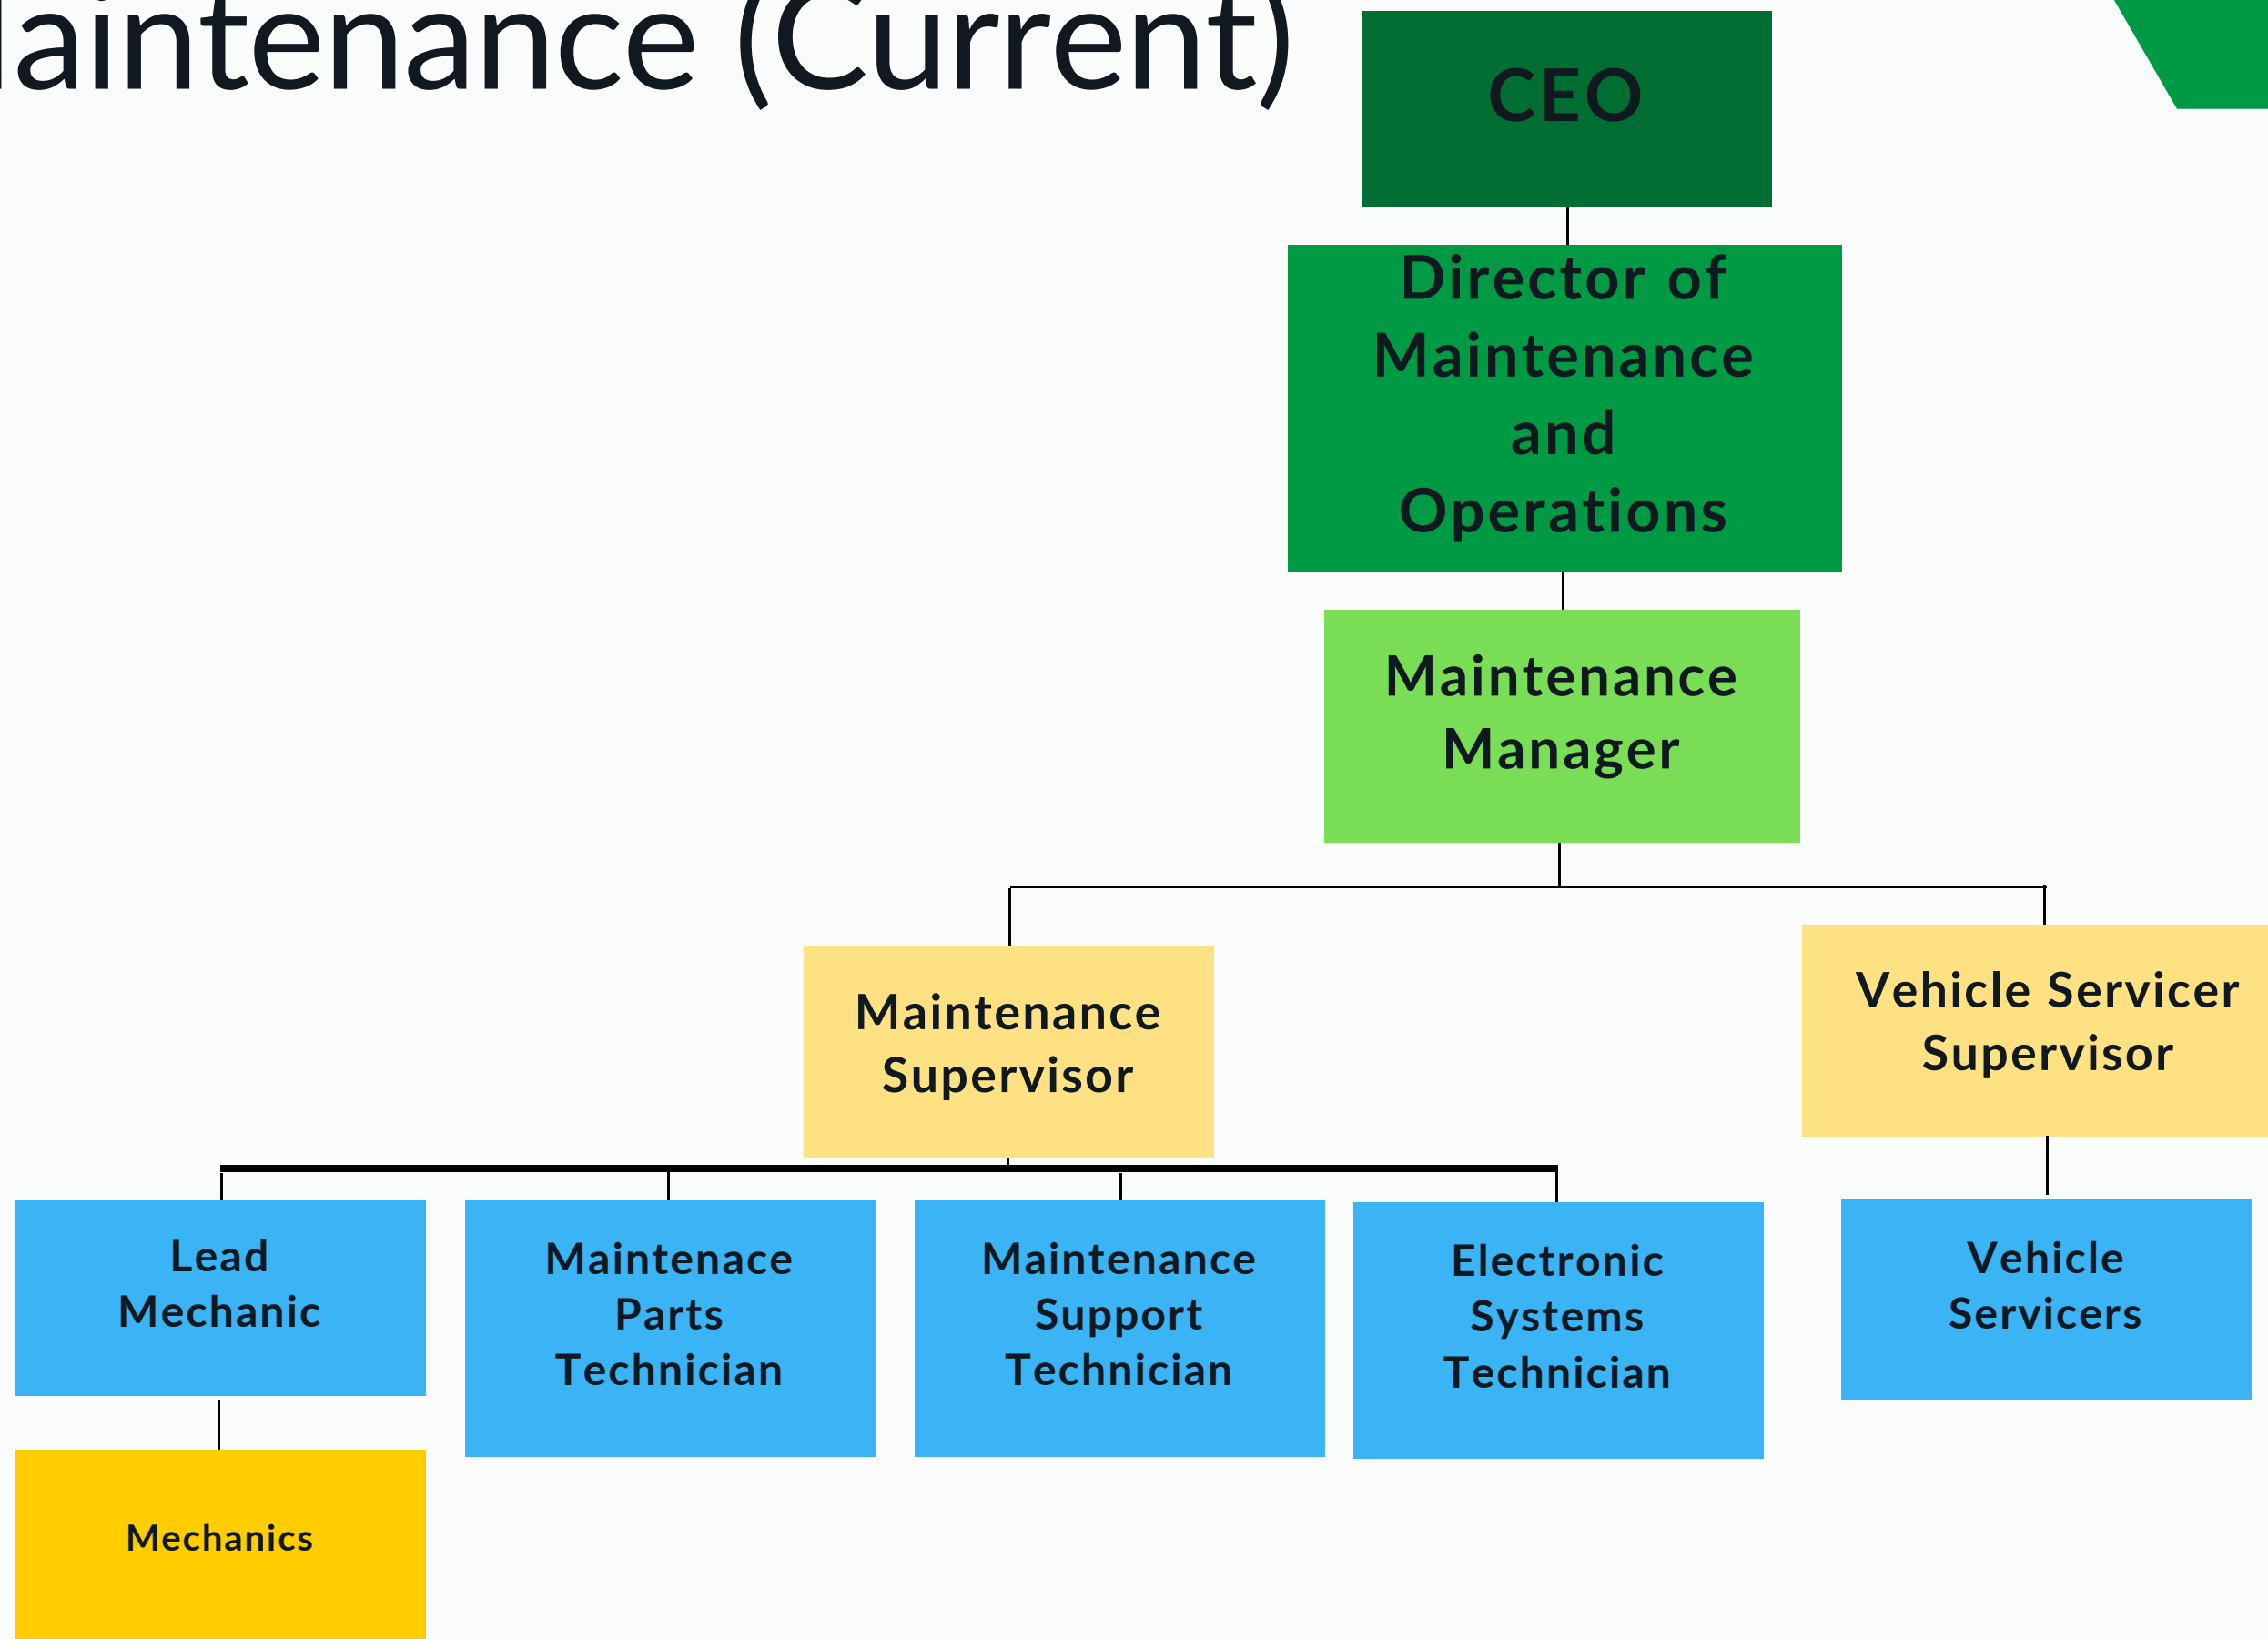 aintenance (Current)
CEO
Director of
Maintenance
and
Operations
Maintenance
Manager
Maintenance
Supervisor
Vehicle Servicer
Supervisor
Lead
Mechanic
Maintenace
Parts
Technician
Maintenance
Support
Technician
Electronic
Systems
Technician
Vehicle
Servicers
Mechanics